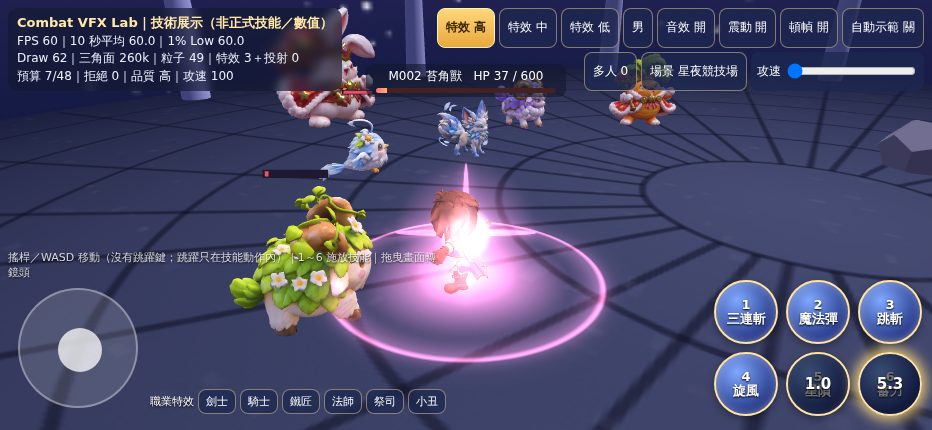 Combat VFX Lab｜技術展示（非正式技能／數值）
FPS 60｜10 秒平均 60.0｜1% Low 60.0
Draw 62｜三角面 260k｜粒子 49｜特效 3＋投射 0
預算 7/48｜拒絕 0｜品質 高｜攻速 100
特效 高
特效 中
特效 低
男
音效 開
震動 開
頓幀 開
自動示範 關
多人 0
場景 星夜競技場
攻速
M002 苔角獸 HP 37 / 600
搖桿／WASD 移動（沒有跳躍鍵；跳躍只在技能動作內）｜1～6 施放技能｜拖曳畫面轉
鏡頭
1
三連斬
2
魔法彈
3
跳斬
4
旋風
1.0
5.3
蓄力
職業特效
劍士
騎士
鐵匠
法師
祭司
小丑